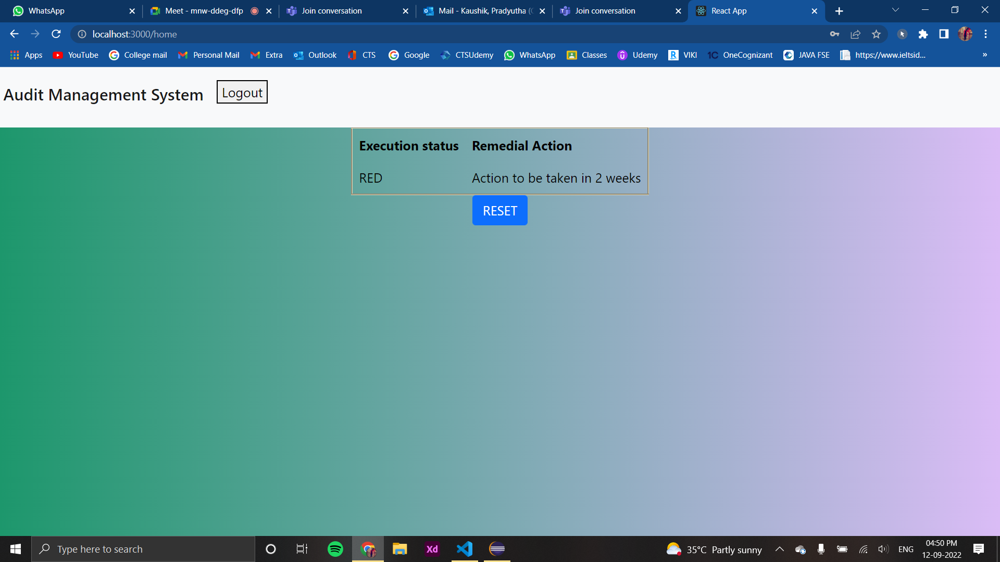 WhatsApp Meet - mnw-ddeg-dfp Join conversation Mail - Kaushik, Pradyutha ( Join conversation React App
localhost:3000/home
Apps YouTube College mail Personal Mail Extra Outlook CTS Google CTSUdemy WhatsApp Classes Udemy R VIKI 1C OneCognizant JAVA FSE https://www.ieltsid... »
Audit Management System Logout
Execution status Remedial Action
RED Action to be taken in 2 weeks
RESET
Type here to search Xd 35°C Partly sunny ENG 04:50 PM
12-09-2022